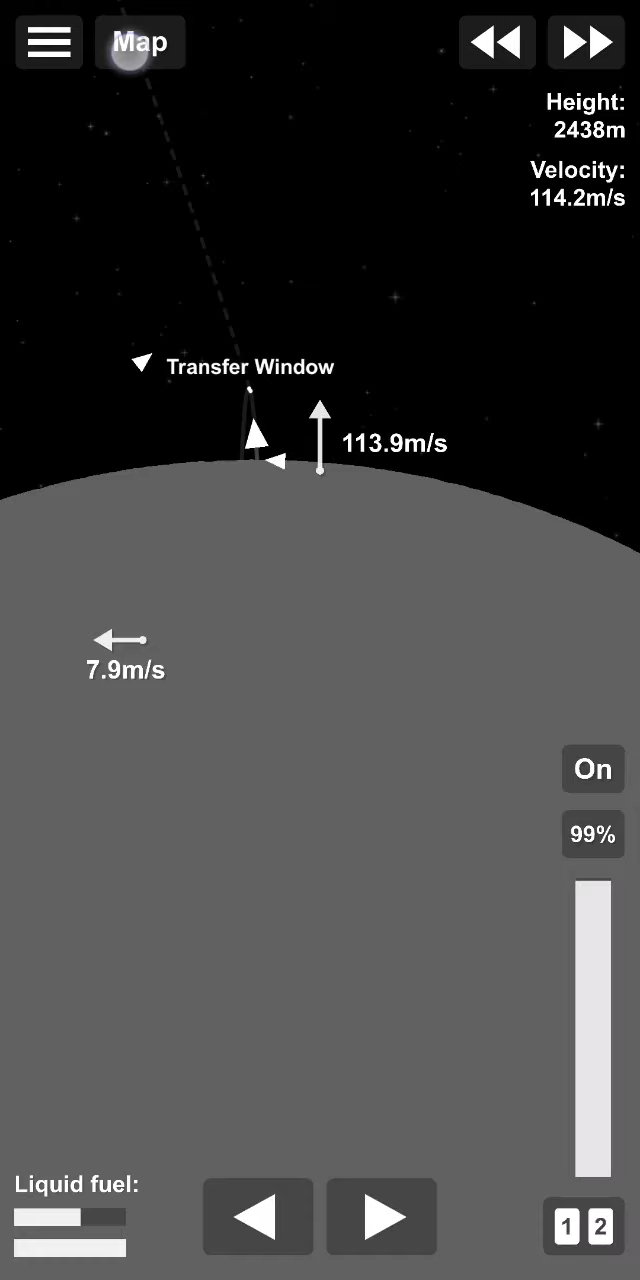 Map
Height:
2438m
Velocity:
114.2m/s
Transfer Window
113.9m/s
7.9m/s
On
99%
Liquid fuel:
1 2